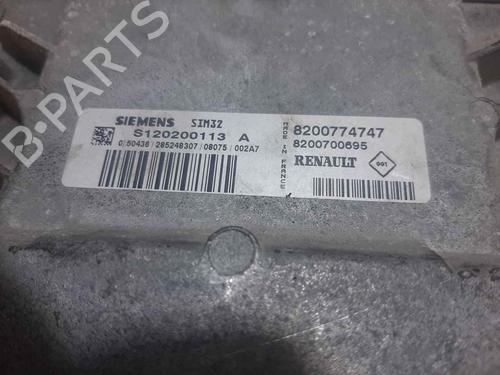 SIEMENS SIM32
S120200113 A
0/50436/285248307/08075/002A7
MADE IN FRANCE
8200774747
8200700695
RENAULT
001
B-PARTS